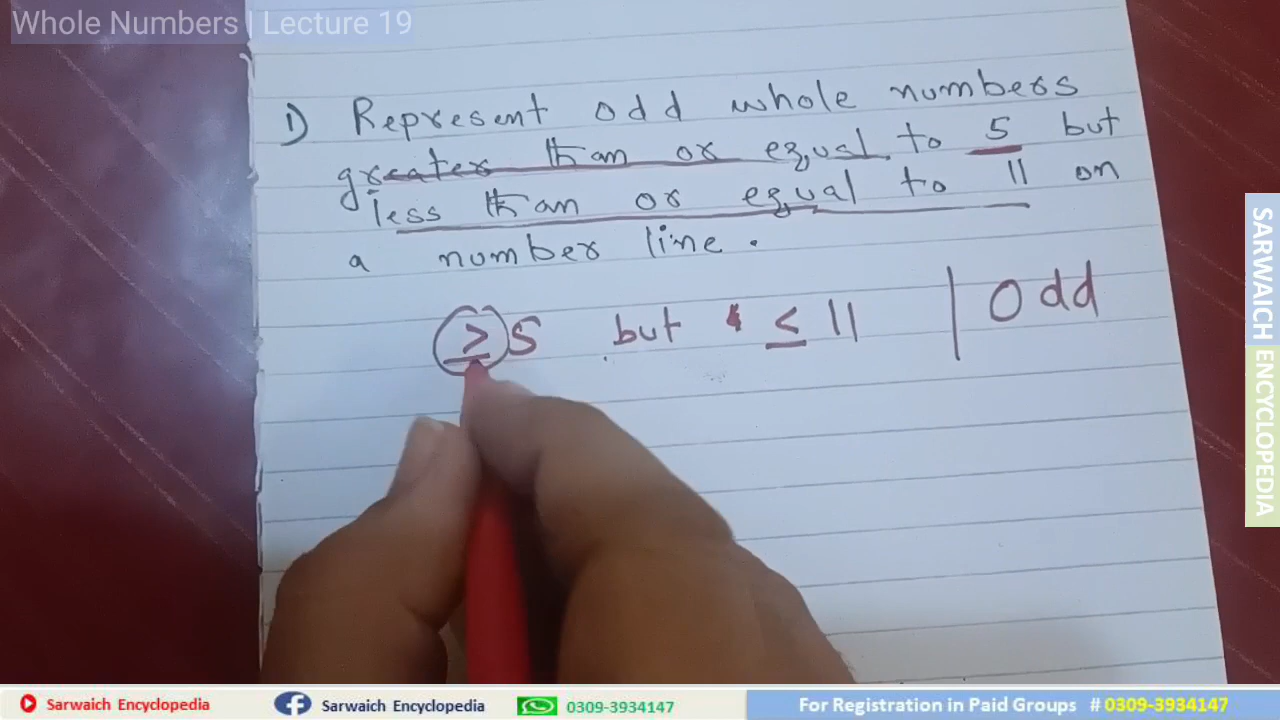 Whole Numbers | Lecture 19
1) Represent odd whole numbers
greater than or equal to 5 but
less than or equal to 11 on
a number line.
≥ 5 but ≤ 11 | Odd
SARWAICH ENCYCLOPEDIA
Sarwaich Encyclopedia Sarwaich Encyclopedia 0309-3934147 For Registration in Paid Groups # 0309-3934147